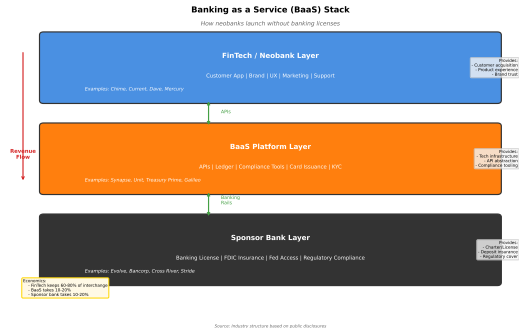 Banking as a Service (BaaS) Stack
How neobanks launch without banking licenses
FinTech / Neobank Layer
Customer App | Brand | UX | Marketing | Support
Examples: Chime, Current, Dave, Mercury
Provides:
- Customer acquisition
- Product experience
- Brand trust
APIs
Revenue
Flow
BaaS Platform Layer
APIs | Ledger | Compliance Tools | Card Issuance | KYC
Examples: Synapse, Unit, Treasury Prime, Galileo
Provides:
- Tech infrastructure
- API abstraction
- Compliance tooling
Banking
Rails
Sponsor Bank Layer
Banking License | FDIC Insurance | Fed Access | Regulatory Compliance
Examples: Evolve, Bancorp, Cross River, Stride
Provides:
- Charter/License
- Deposit insurance
- Regulatory cover
Economics:
- FinTech keeps 60-80% of interchange
- BaaS takes 10-20%
- Sponsor bank takes 10-20%
Source: Industry structure based on public disclosures